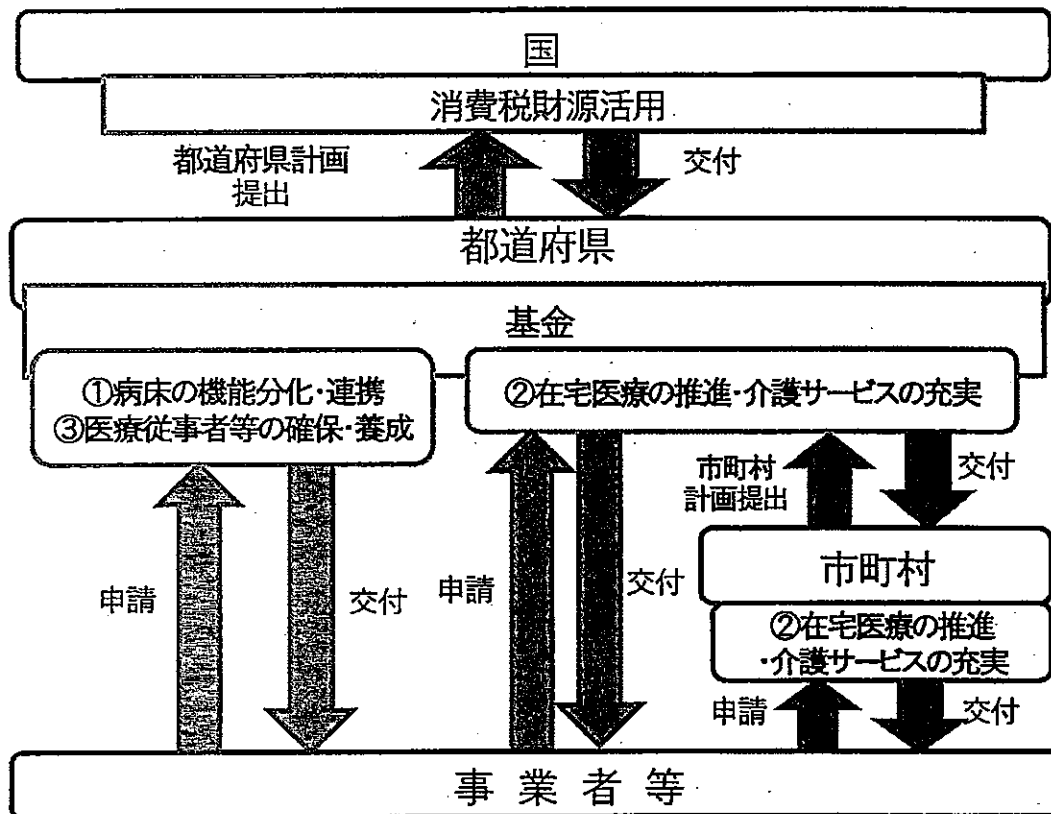 国
消費税財源活用
都道府県計画
提出
交付
都道府県
基金
①病床の機能分化・連携
③医療従事者等の確保・養成
②在宅医療の推進・介護サービスの充実
市町村
計画提出
交付
市町村
②在宅医療の推進
・介護サービスの充実
申請
交付
申請
交付
申請
交付
事業者等